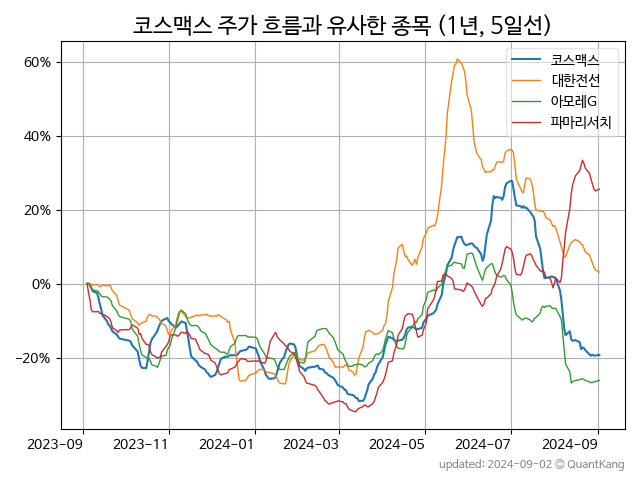 코스맥스 주가 흐름과 유사한 종목 (1년, 5일선)
코스맥스
대한전선
아모레G
파마리서치
60%
40%
20%
0%
−20%
2023-09
2023-11
2024-01
2024-03
2024-05
2024-07
2024-09
updated: 2024-09-02 © QuantKang